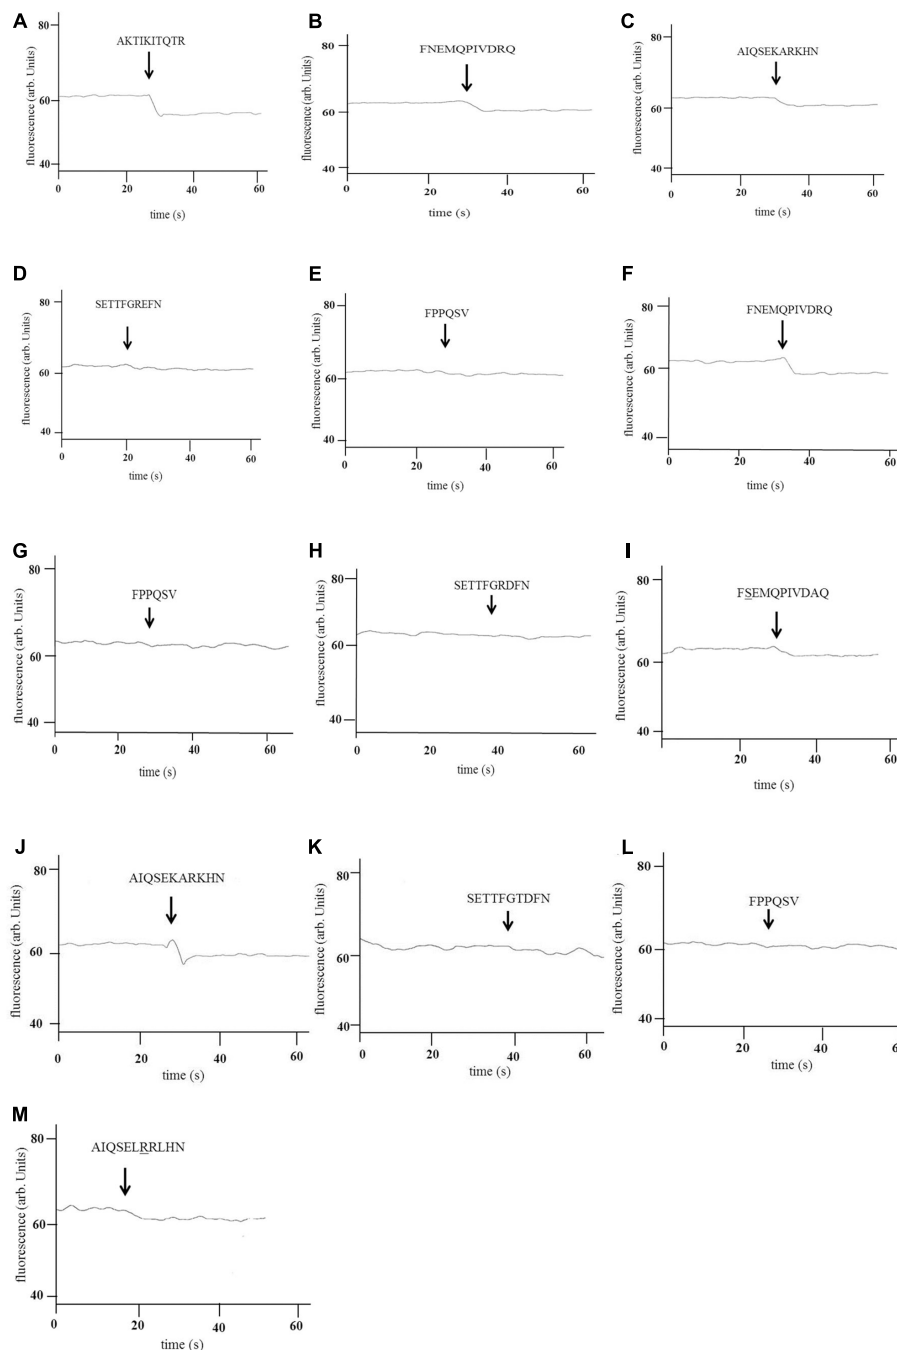 A
80
60
40
fluorescence (arb. Units)
AKTIKITQTR
0 20 40 60
time (s)
B
80
60
40
fluorescence (arb. Units)
FNEMQPIVDRQ
0 20 40 60
time (s)
C
80
60
40
fluorescence (arb. Units)
AIQSEKARKHN
0 20 40 60
time (s)
D
80
60
40
fluorescence (arb. Units)
SETTFGREFN
0 20 40 60
time (s)
E
80
60
40
fluorescence (arb. Units)
FPPQSV
0 20 40 60
time (s)
F
80
60
40
fluorescence (arb. Units)
FNEMQPIVDRQ
0 20 40 60
time (s)
G
80
60
40
fluorescence (arb. Units)
FPPQSV
0 20 40 60
time (s)
H
80
60
40
fluorescence (arb. Units)
SETTFGRDFN
0 20 40 60
time (s)
I
80
60
40
fluorescence (arb. Units)
FSEMQPIVDAQ
20 40 60
time (s)
J
80
60
40
fluorescence (arb. Units)
AIQSEKARKHN
0 20 40 60
time (s)
K
80
60
40
fluorescence (arb. Units)
SETTFGTDFN
0 20 40 60
time (s)
L
80
60
40
fluorescence (arb. Units)
FPPQSV
0 20 40 60
time (s)
M
80
60
40
fluorescence (arb. Units)
AIQSELRRLHN
0 20 40 60
time (s)